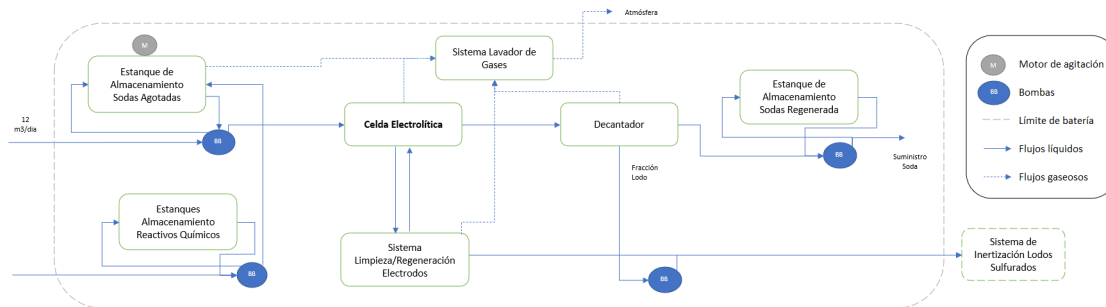 Atmósfera
M
Estanque de
Almacenamiento
Sodas Agotadas
Sistema Lavador de
Gases
Estanque de
Almacenamiento
Sodas Regenerada
12
m3/dia
BB
Celda Electrolítica
Decantador
BB
Suministro
Soda
Fracción
Lodo
Estanques
Almacenamiento
Reactivos Químicos
BB
Sistema
Limpieza/Regeneración
Electrodos
BB
Sistema de
Inertización Lodos
Sulfurados
M
Motor de agitación
BB
Bombas
Límite de batería
Flujos líquidos
Flujos gaseosos